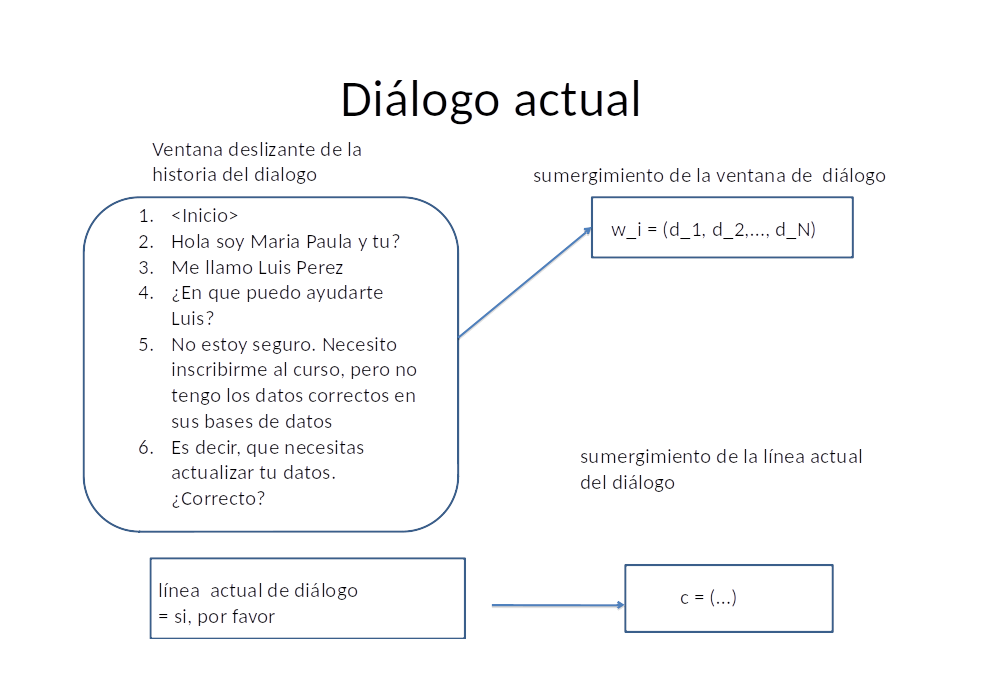 Diálogo actual
Ventana deslizante de la
historia del dialogo
1. <Inicio>
2. Hola soy Maria Paula y tu?
3. Me llamo Luis Perez
4. ¿En que puedo ayudarte
Luis?
5. No estoy seguro. Necesito
inscribirme al curso, pero no
tengo los datos correctos en
sus bases de datos
6. Es decir, que necesitas
actualizar tu datos.
¿Correcto?
sumergimiento de la ventana de diálogo
w_i = (d_1, d_2,..., d_N)
sumergimiento de la línea actual
del diálogo
línea actual de diálogo
= si, por favor
c = (...)